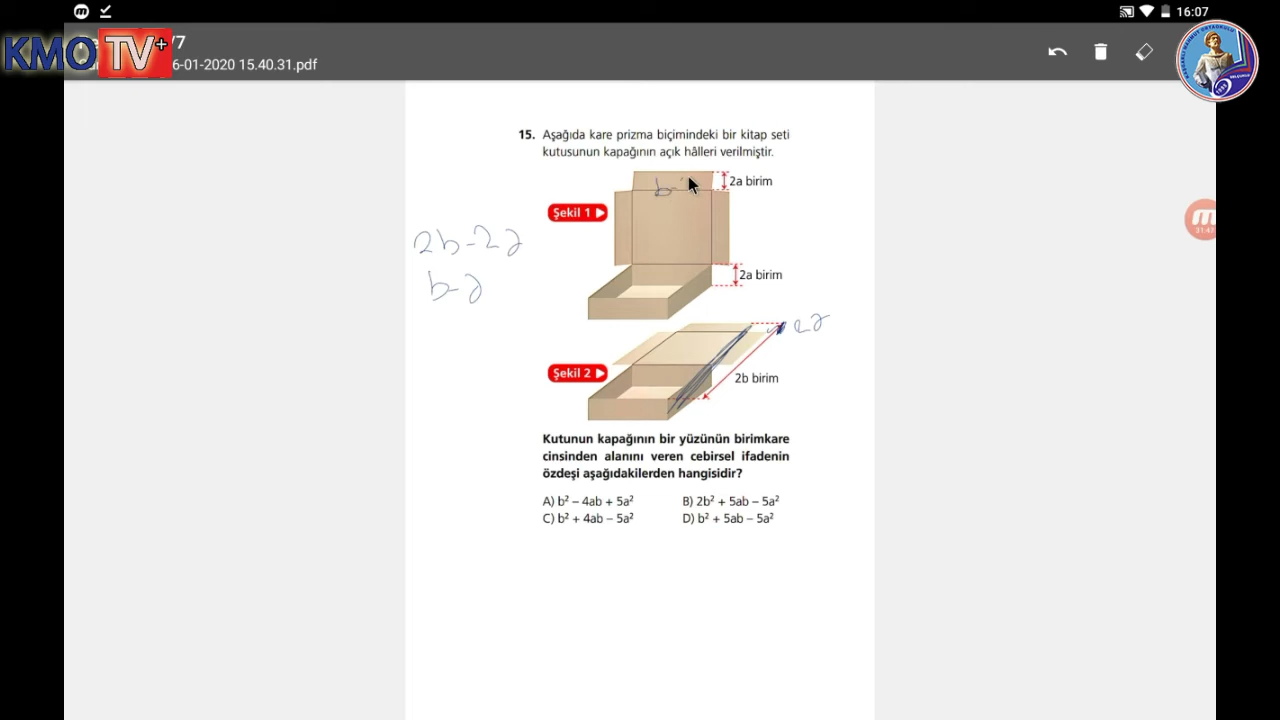 16:07
KMO TV+
/7
6-01-2020 15.40.31.pdf
15. Aşağıda kare prizma biçimindeki bir kitap seti
kutusunun kapağının açık hâlleri verilmiştir.
2a birim
Şekil 1
2a birim
2b-2a
b-a
b-
2a
Şekil 2
2b birim
Kutunun kapağının bir yüzünün birimkare
cinsinden alanını veren cebirsel ifadenin
özdeşi aşağıdakilerden hangisidir?
A) b² – 4ab + 5a² B) 2b² + 5ab – 5a²
C) b² + 4ab – 5a² D) b² + 5ab – 5a²